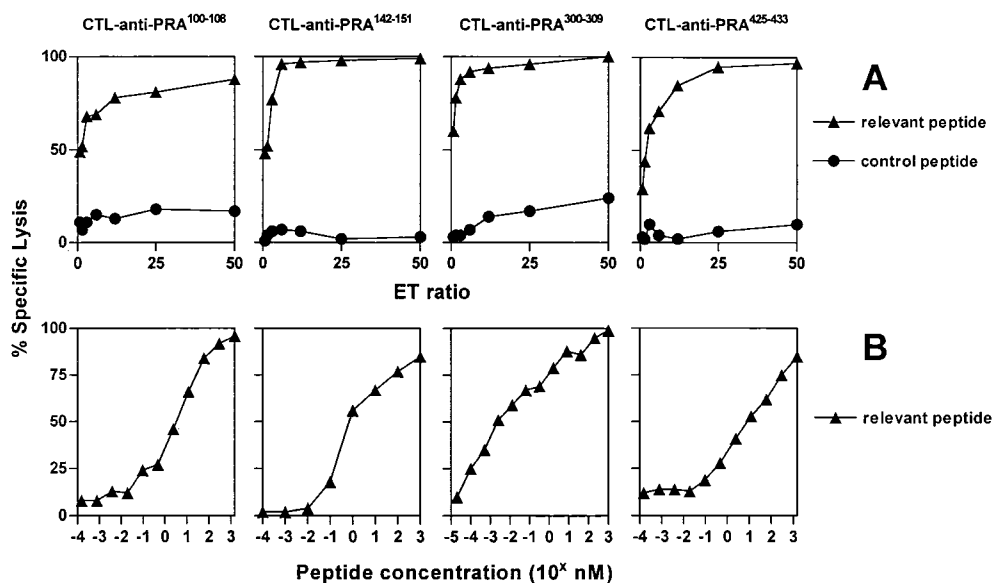 CTL-anti-PRA100-108 CTL-anti-PRA142-151 CTL-anti-PRA300-309 CTL-anti-PRA425-433
100
50
0
0 25 50 0 25 50 0 25 50 0 25 50
ET ratio
A
relevant peptide
control peptide
% Specific Lysis
100
75
50
25
0
-4 -3 -2 -1 0 1 2 3 -4 -3 -2 -1 0 1 2 3 -5 -4 -3 -2 -1 0 1 2 3 -4 -3 -2 -1 0 1 2 3
B
relevant peptide
Peptide concentration (10x nM)